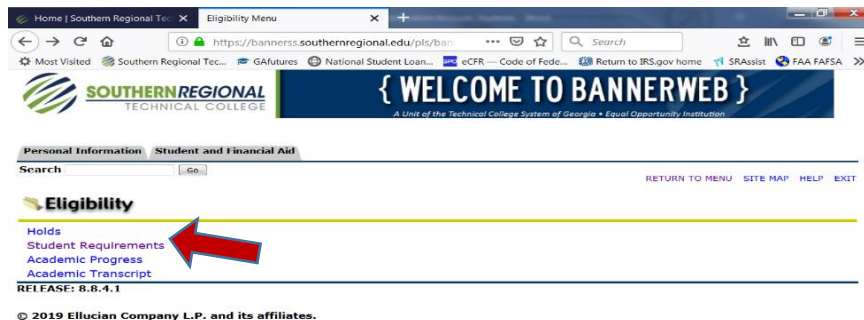 Home | Southern Regional Tec
Eligibility Menu
https://bannerss.southernregional.edu/pls/ban
Search
Most Visited Southern Regional Tec... GAfutures National Student Loan... eCFR — Code of Fede... Return to IRS.gov home SRAssist FAA FAFSA
SOUTHERNREGIONAL
TECHNICAL COLLEGE
{ WELCOME TO BANNERWEB }
A Unit of the Technical College System of Georgia • Equal Opportunity Institution
Personal Information Student and Financial Aid
Search Go
RETURN TO MENU SITE MAP HELP EXIT
Eligibility
Holds
Student Requirements
Academic Progress
Academic Transcript
RELEASE: 8.8.4.1
© 2019 Ellucian Company L.P. and its affiliates.